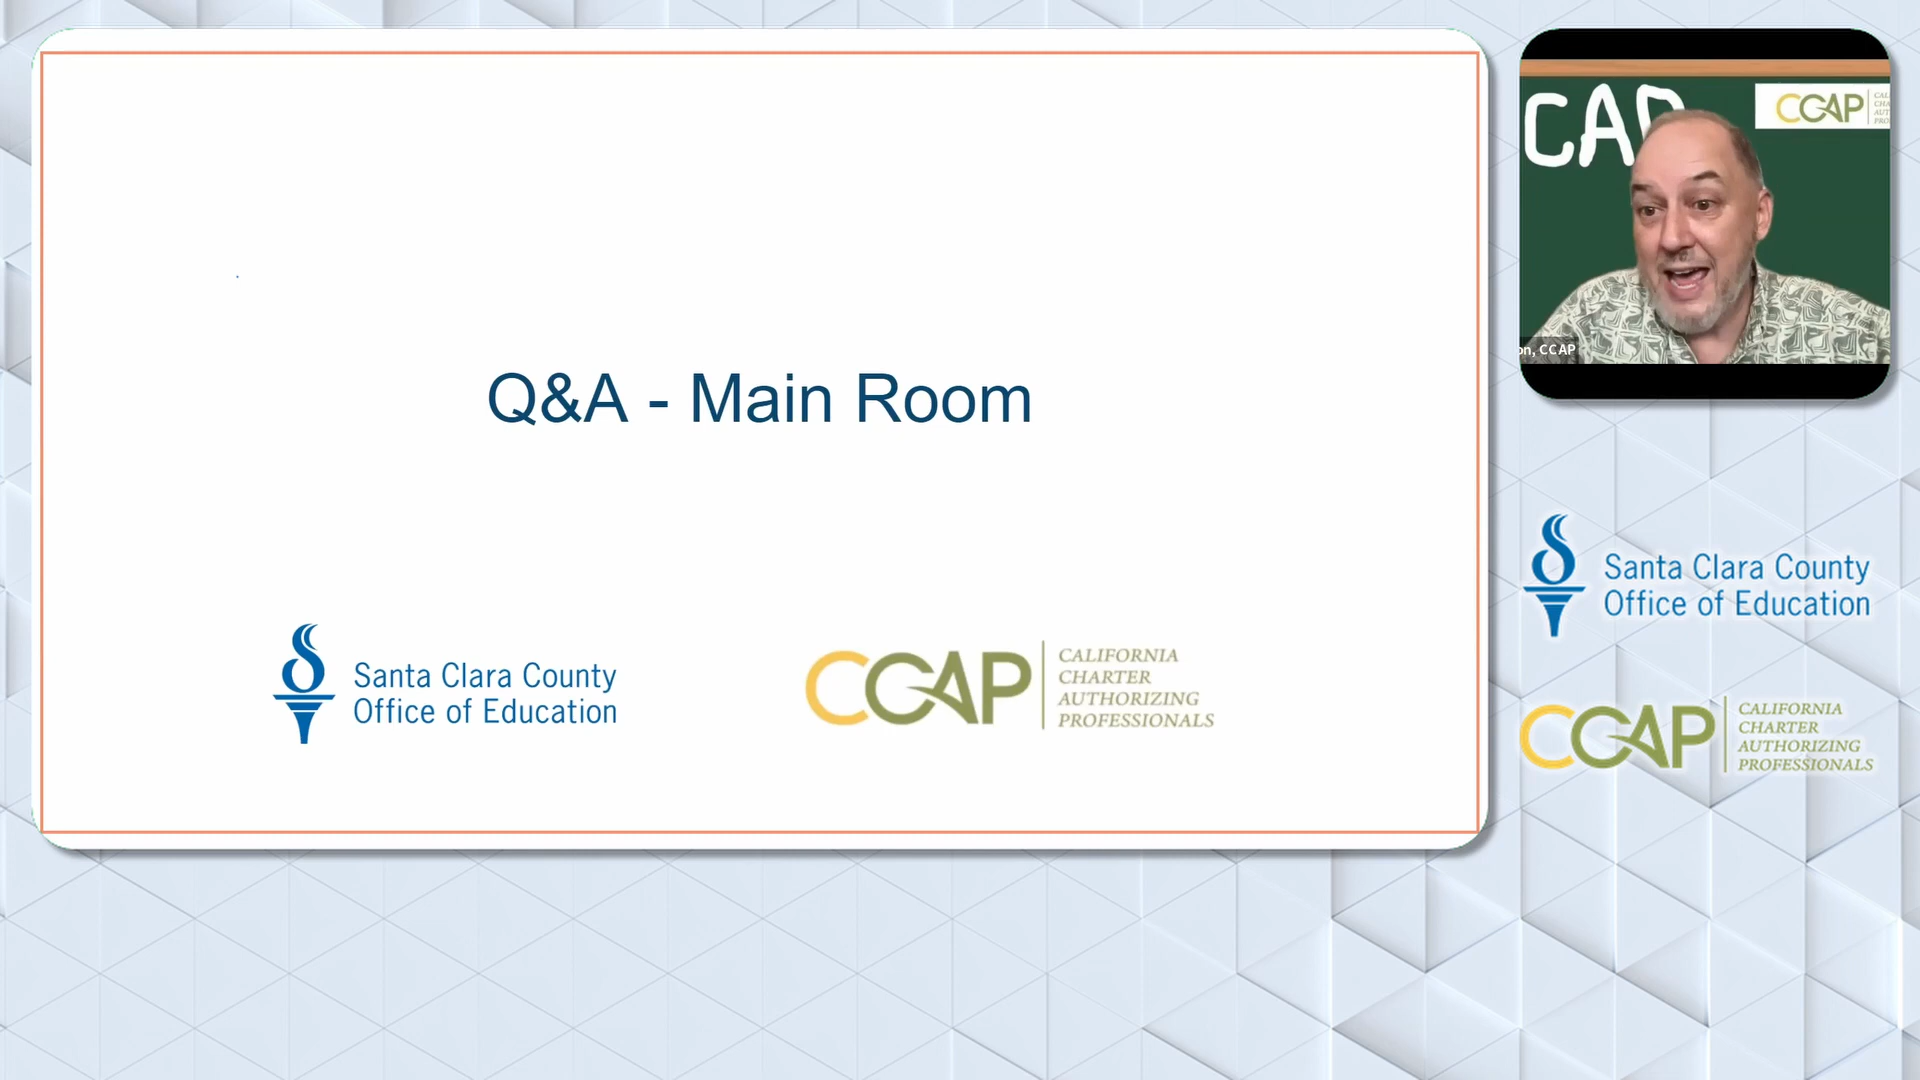 Q&A - Main Room
Santa Clara County
Office of Education
CCAP
CALIFORNIA
CHARTER
AUTHORIZING
PROFESSIONALS
CAP
CCAP
on, CCAP
Santa Clara County
Office of Education
CCAP
CALIFORNIA
CHARTER
AUTHORIZING
PROFESSIONALS